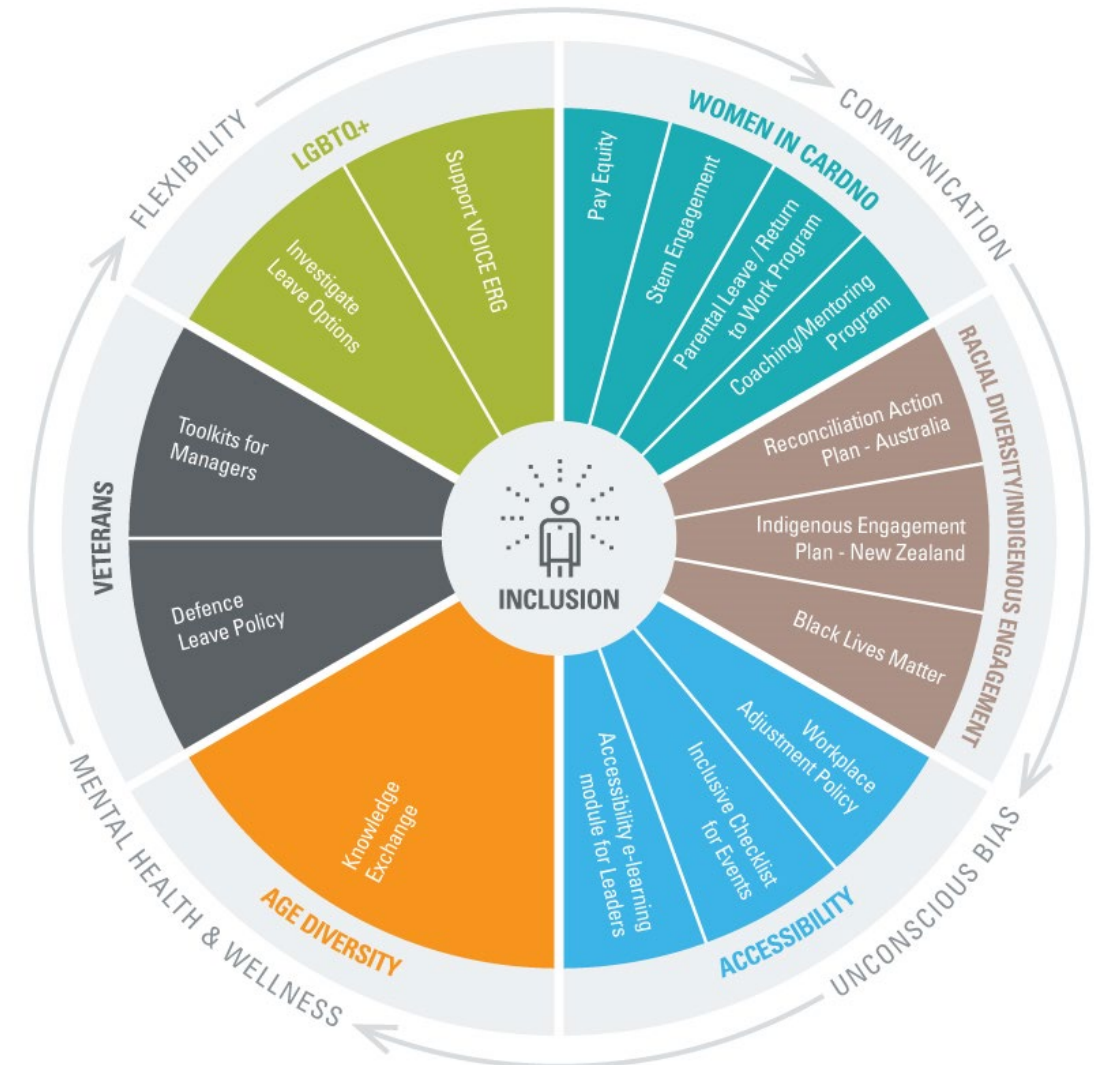 FLEXIBILITY
COMMUNICATION
UNCONSCIOUS BIAS
MENTAL HEALTH & WELLNESS
WOMEN IN CARDNO
Pay Equity
Stem Engagement
Parental Leave / Return
to Work Program
Coaching/Mentoring
Program
RACIAL DIVERSITY/INDIGENOUS ENGAGEMENT
Reconciliation Action
Plan - Australia
Indigenous Engagement
Plan - New Zealand
Black Lives Matter
ACCESSIBILITY
Workplace
Adjustment Policy
Inclusive Checklist
for Events
Accessibility e-learning
module for Leaders
AGE DIVERSITY
Knowledge
Exchange
VETERANS
Defence
Leave Policy
Toolkits for
Managers
LGBTQ+
Investigate
Leave Options
Support VOICE ERG
INCLUSION